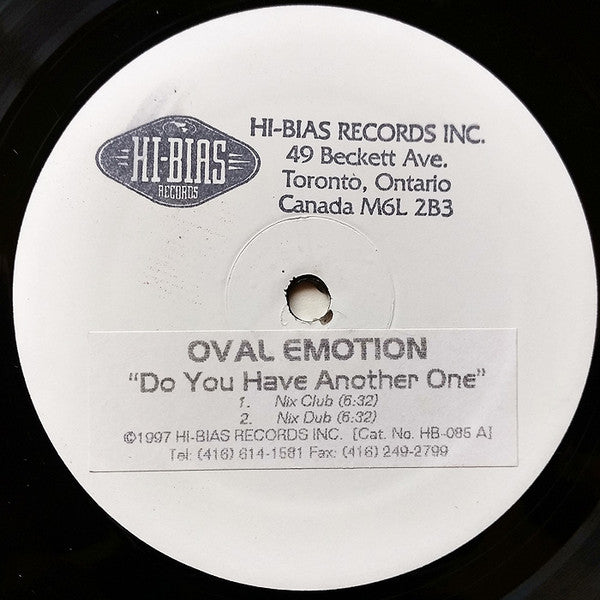 HI-BIAS
RECORDS
HI-BIAS RECORDS INC.
49 Beckett Ave.
Toronto, Ontario
Canada M6L 2B3
OVAL EMOTION
"Do You Have Another One"
1. Nix Club (6:32)
2. Nix Dub (6:32)
©1997 HI-BIAS RECORDS INC. [Cat. No. HB-085 A]
Tel: (416) 614-1581 Fax: (416) 249-2799